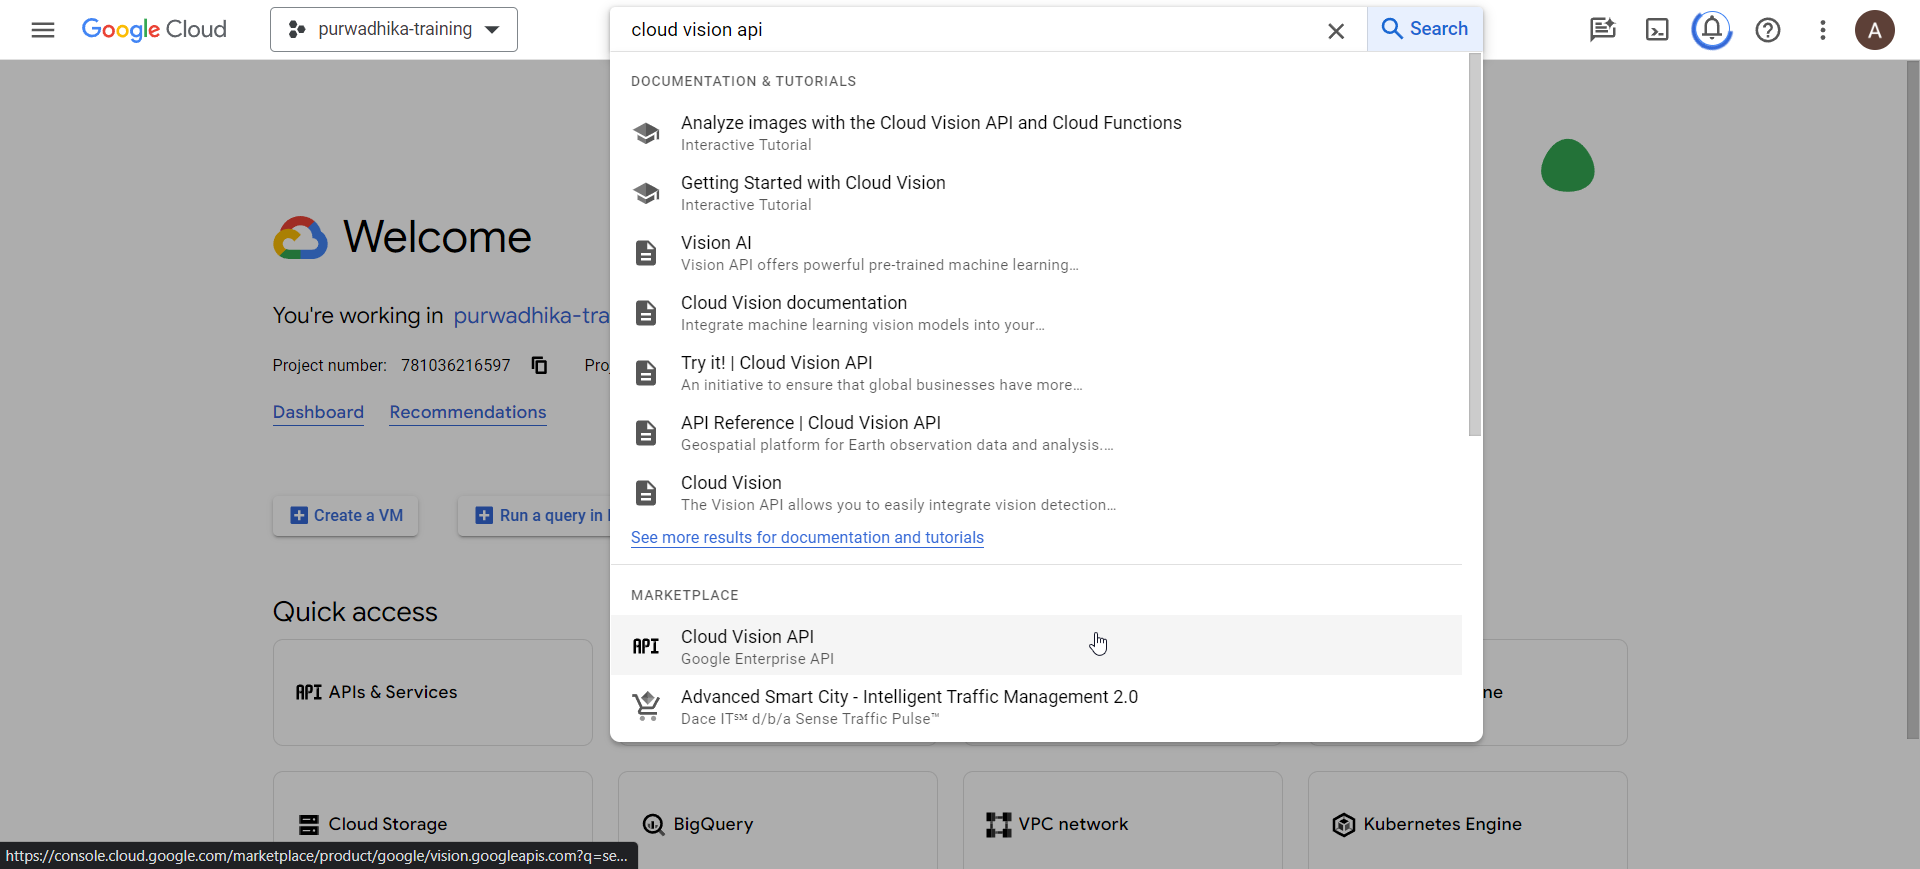 Google Cloud
purwadhika-training
cloud vision api
Search
A
DOCUMENTATION & TUTORIALS
Analyze images with the Cloud Vision API and Cloud Functions
Interactive Tutorial
Getting Started with Cloud Vision
Interactive Tutorial
Vision AI
Vision API offers powerful pre-trained machine learning...
Cloud Vision documentation
Integrate machine learning vision models into your...
Try it! | Cloud Vision API
An initiative to ensure that global businesses have more...
API Reference | Cloud Vision API
Geospatial platform for Earth observation data and analysis....
Cloud Vision
The Vision API allows you to easily integrate vision detection...
See more results for documentation and tutorials
MARKETPLACE
API
Cloud Vision API
Google Enterprise API
Advanced Smart City - Intelligent Traffic Management 2.0
Dace IT℠ d/b/a Sense Traffic Pulse™
Welcome
You're working in purwadhika-tra
Project number: 781036216597
Pro
Dashboard
Recommendations
Create a VM
Run a query in
Quick access
API APIs & Services
ne
Cloud Storage
BigQuery
VPC network
Kubernetes Engine
https://console.cloud.google.com/marketplace/product/google/vision.googleapis.com?q=se...